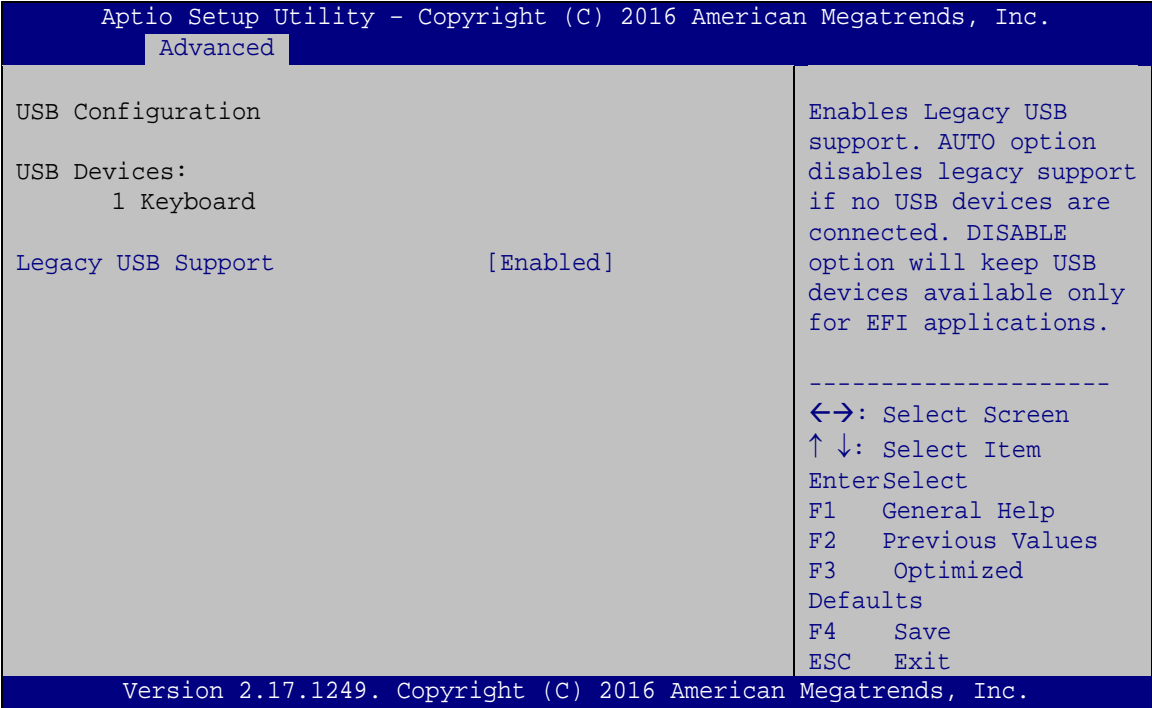 Aptio Setup Utility – Copyright (C) 2016 American Megatrends, Inc.
Advanced
USB Configuration
USB Devices:
1 Keyboard
Legacy USB Support [Enabled]
Enables Legacy USB
support. AUTO option
disables legacy support
if no USB devices are
connected. DISABLE
option will keep USB
devices available only
for EFI applications.
---------------------
←→: Select Screen
↑ ↓: Select Item
EnterSelect
F1 General Help
F2 Previous Values
F3 Optimized
Defaults
F4 Save
ESC Exit
Version 2.17.1249. Copyright (C) 2016 American Megatrends, Inc.